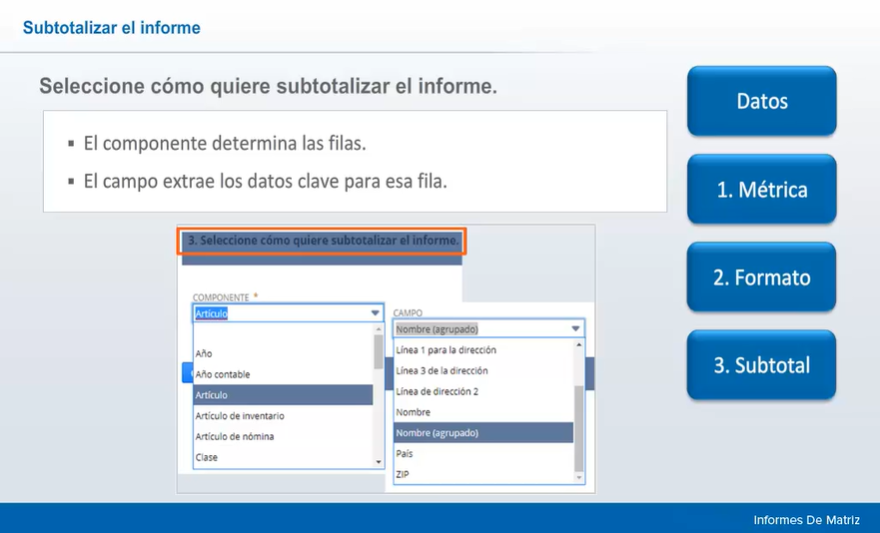 Subtotalizar el informe
Seleccione cómo quiere subtotalizar el informe.
▪ El componente determina las filas.
▪ El campo extrae los datos clave para esa fila.
Datos
1. Métrica
2. Formato
3. Subtotal
3. Seleccione cómo quiere subtotalizar el informe.
COMPONENTE *
Artículo
Año
Año contable
Artículo
Artículo de inventario
Artículo de nómina
Clase
CAMPO
Nombre (agrupado)
Línea 1 para la dirección
Línea 3 de la dirección
Línea de dirección 2
Nombre
Nombre (agrupado)
País
ZIP
Informes De Matriz